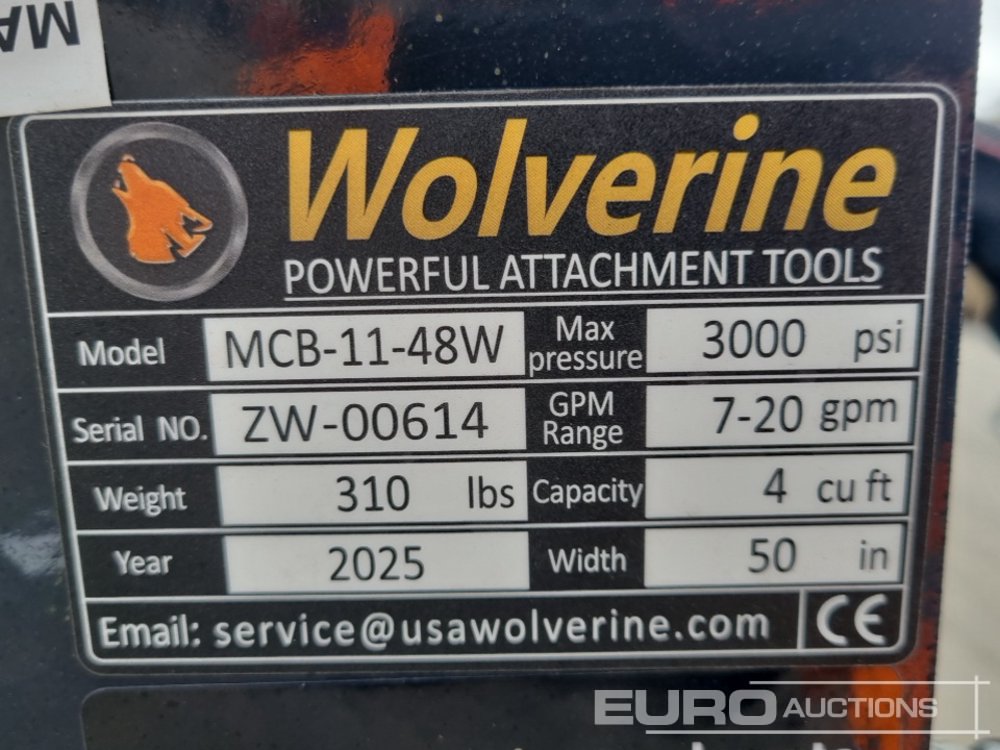 Wolverine
POWERFUL ATTACHMENT TOOLS
Model MCB-11-48W Max pressure 3000 psi
Serial NO. ZW-00614 GPM Range 7-20 gpm
Weight 310 lbs Capacity 4 cu ft
Year 2025 Width 50 in
Email: service@usawolverine.com CE
EURO AUCTIONS